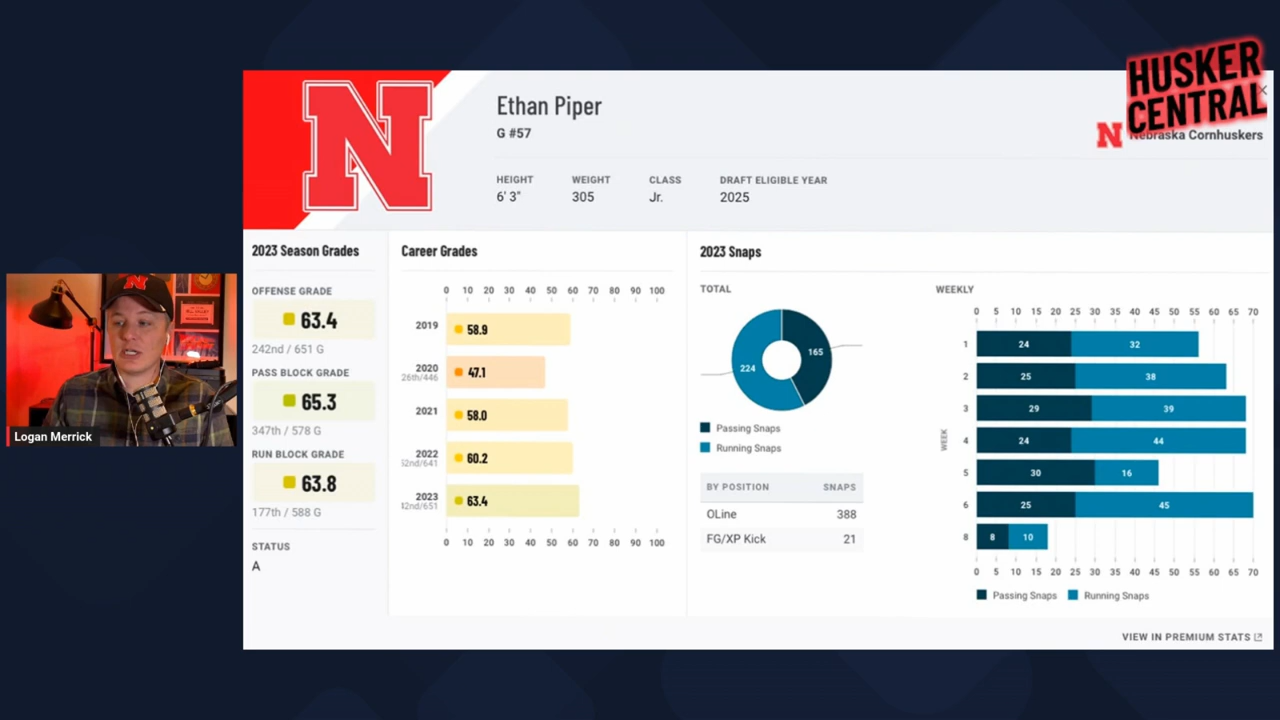 HUSKER
CENTRAL
N
Ethan Piper
G #57
N
Nebraska Cornhuskers
HEIGHT WEIGHT CLASS DRAFT ELIGIBLE YEAR
6' 3" 305 Jr. 2025
2023 Season Grades
OFFENSE GRADE
63.4
242nd / 651 G
PASS BLOCK GRADE
65.3
347th / 578 G
RUN BLOCK GRADE
63.8
177th / 588 G
STATUS
A
Career Grades
0 10 20 30 40 50 60 70 80 90 100
2019 58.9
2020 47.1
26th/446
2021 58.0
2022 60.2
52nd/641
2023 63.4
42nd/651
0 10 20 30 40 50 60 70 80 90 100
2023 Snaps
TOTAL
165
224
Passing Snaps
Running Snaps
BY POSITION SNAPS
OLine 388
FG/XP Kick 21
WEEKLY
0 5 10 15 20 25 30 35 40 45 50 55 60 65 70
WEEK
1 24 32
2 25 38
3 29 39
4 24 44
5 30 16
6 25 45
8 8 10
0 5 10 15 20 25 30 35 40 45 50 55 60 65 70
Passing Snaps Running Snaps
VIEW IN PREMIUM STATS
N
Logan Merrick